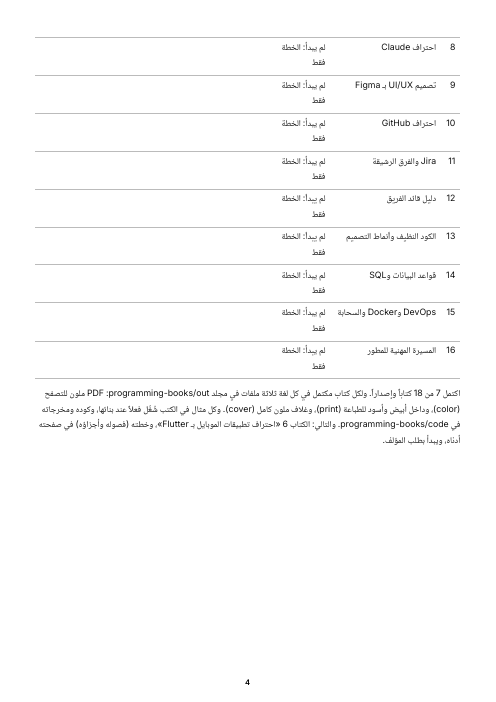 8 احتراف Claude لم يبدأ: الخطة
فقط
9 تصميم UI/UX بـ Figma لم يبدأ: الخطة
فقط
10 احتراف GitHub لم يبدأ: الخطة
فقط
11 Jira والفرق الرشيقة لم يبدأ: الخطة
فقط
12 دليل قائد الفريق لم يبدأ: الخطة
فقط
13 الكود النظيف وأنماط التصميم لم يبدأ: الخطة
فقط
14 قواعد البيانات وSQL لم يبدأ: الخطة
فقط
15 DevOps وDocker والسحابة لم يبدأ: الخطة
فقط
16 المسيرة المهنية للمطور لم يبدأ: الخطة
فقط
اكتمل 7 من 18 كتاباً وإصداراً. ولكل كتاب مكتمل في كل لغة ثلاثة ملفات في مجلد programming-books/out: PDF ملون للتصفح
(color)، وداخل أبيض وأسود للطباعة (print)، وغلاف ملون كامل (cover). وكل مثال في الكتب شُغّل فعلاً عند بنائها، وكوده ومخرجاته
في programming-books/code. والتالي: الكتاب 6 «احتراف تطبيقات الموبايل بـ Flutter»، وخطته (فصوله وأجزاؤه) في صفحته
أدناه، ويبدأ بطلب المؤلف.
4